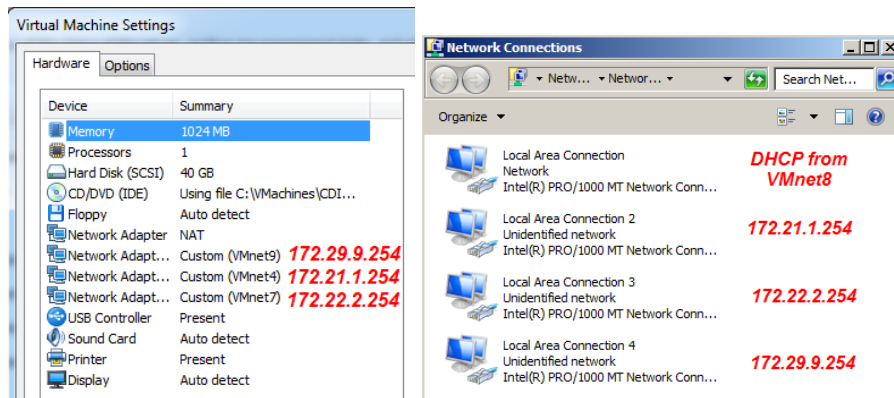 Virtual Machine Settings
Hardware Options
Device Summary
Memory 1024 MB
Processors 1
Hard Disk (SCSI) 40 GB
CD/DVD (IDE) Using file C:\VMachines\CDI...
Floppy Auto detect
Network Adapter NAT
Network Adapt... Custom (VMnet9) 172.29.9.254
Network Adapt... Custom (VMnet4) 172.21.1.254
Network Adapt... Custom (VMnet7) 172.22.2.254
USB Controller Present
Sound Card Auto detect
Printer Present
Display Auto detect
Network Connections
Netw... Networ... Search Net...
Organize
Local Area Connection
Network
Intel(R) PRO/1000 MT Network Conn...
DHCP from
VMnet8
Local Area Connection 2
Unidentified network
Intel(R) PRO/1000 MT Network Conn...
172.21.1.254
Local Area Connection 3
Unidentified network
Intel(R) PRO/1000 MT Network Conn...
172.22.2.254
Local Area Connection 4
Unidentified network
Intel(R) PRO/1000 MT Network Conn...
172.29.9.254